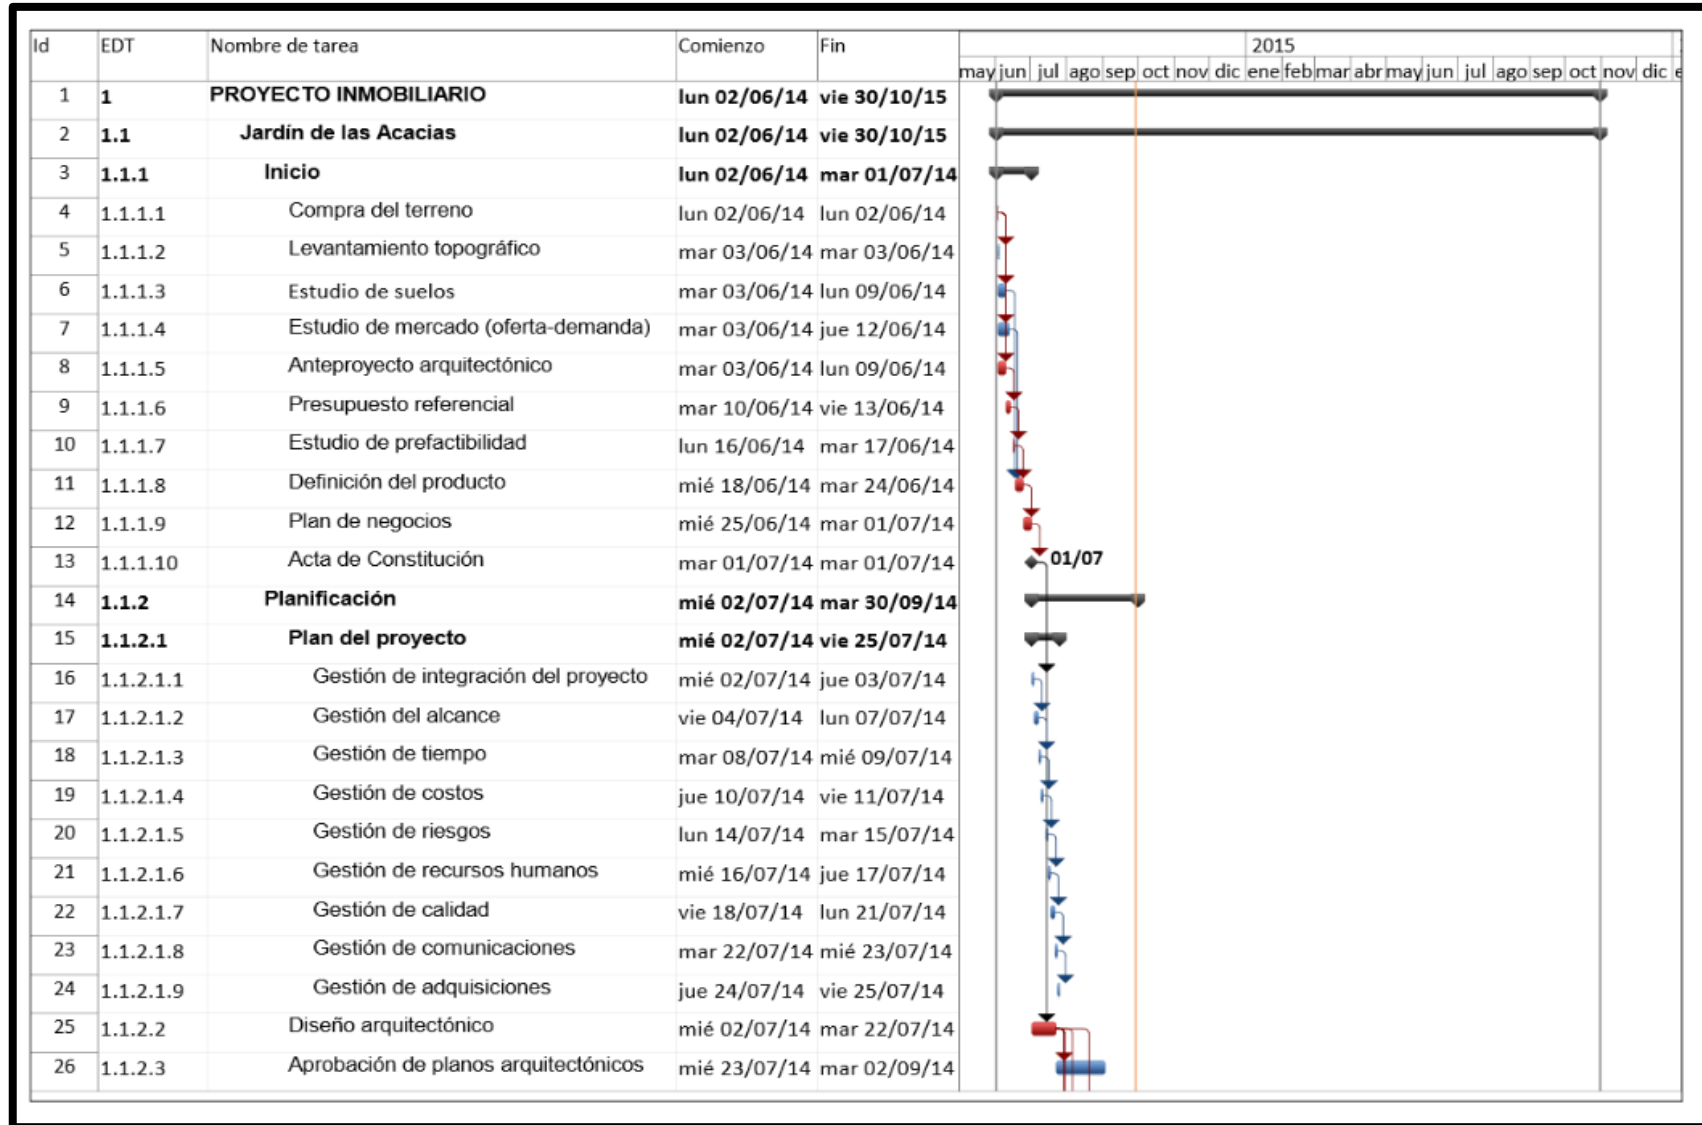 Id EDT Nombre de tarea Comienzo Fin 2015
may jun jul ago sep oct nov dic ene feb mar abr may jun jul ago sep oct nov dic e
1 1 PROYECTO INMOBILIARIO lun 02/06/14 vie 30/10/15
2 1.1 Jardín de las Acacias lun 02/06/14 vie 30/10/15
3 1.1.1 Inicio lun 02/06/14 mar 01/07/14
4 1.1.1.1 Compra del terreno lun 02/06/14 lun 02/06/14
5 1.1.1.2 Levantamiento topográfico mar 03/06/14 mar 03/06/14
6 1.1.1.3 Estudio de suelos mar 03/06/14 lun 09/06/14
7 1.1.1.4 Estudio de mercado (oferta-demanda) mar 03/06/14 jue 12/06/14
8 1.1.1.5 Anteproyecto arquitectónico mar 03/06/14 lun 09/06/14
9 1.1.1.6 Presupuesto referencial mar 10/06/14 vie 13/06/14
10 1.1.1.7 Estudio de prefactibilidad lun 16/06/14 mar 17/06/14
11 1.1.1.8 Definición del producto mié 18/06/14 mar 24/06/14
12 1.1.1.9 Plan de negocios mié 25/06/14 mar 01/07/14
13 1.1.1.10 Acta de Constitución mar 01/07/14 mar 01/07/14 01/07
14 1.1.2 Planificación mié 02/07/14 mar 30/09/14
15 1.1.2.1 Plan del proyecto mié 02/07/14 vie 25/07/14
16 1.1.2.1.1 Gestión de integración del proyecto mié 02/07/14 jue 03/07/14
17 1.1.2.1.2 Gestión del alcance vie 04/07/14 lun 07/07/14
18 1.1.2.1.3 Gestión de tiempo mar 08/07/14 mié 09/07/14
19 1.1.2.1.4 Gestión de costos jue 10/07/14 vie 11/07/14
20 1.1.2.1.5 Gestión de riesgos lun 14/07/14 mar 15/07/14
21 1.1.2.1.6 Gestión de recursos humanos mié 16/07/14 jue 17/07/14
22 1.1.2.1.7 Gestión de calidad vie 18/07/14 lun 21/07/14
23 1.1.2.1.8 Gestión de comunicaciones mar 22/07/14 mié 23/07/14
24 1.1.2.1.9 Gestión de adquisiciones jue 24/07/14 vie 25/07/14
25 1.1.2.2 Diseño arquitectónico mié 02/07/14 mar 22/07/14
26 1.1.2.3 Aprobación de planos arquitectónicos mié 23/07/14 mar 02/09/14